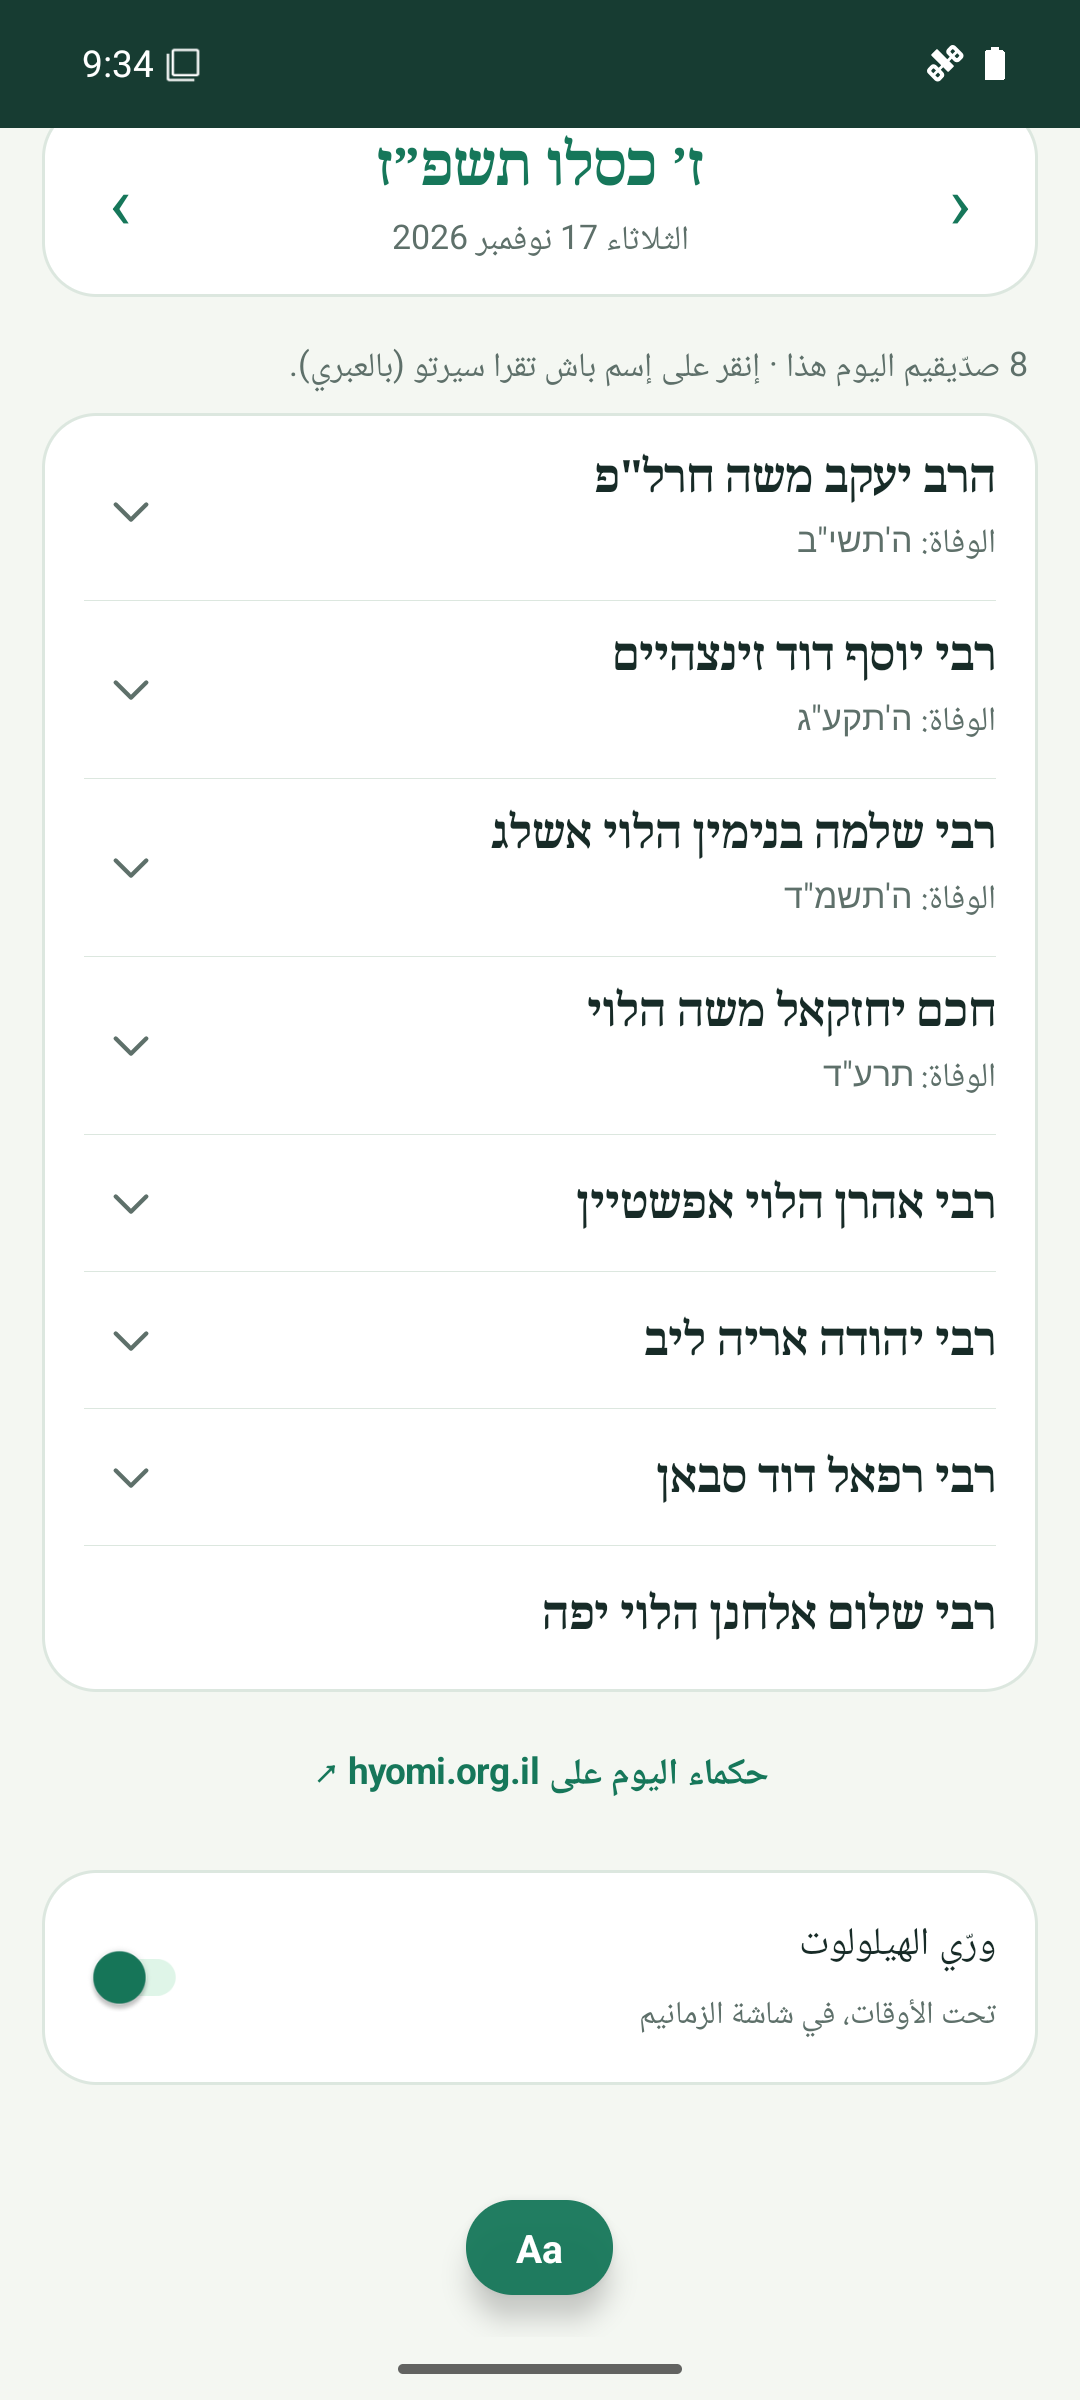 9:34
ז׳ כסלו תשפ״ז
الثلاثاء 17 نوفمبر 2026
8 صدّيقيم اليوم هذا · إنقر على إسم باش تقرا سيرتو (بالعبري).
הרב יעקב משה חרל"פ
الوفاة: ה'תשי"ב
רבי יוסף דוד זינצהיים
الوفاة: ה'תקע"ג
רבי שלמה בנימין הלוי אשלג
الوفاة: ה'תשמ"ד
חכם יחזקאל משה הלוי
الوفاة: תרע"ד
רבי אהרן הלוי אפשטיין
רבי יהודה אריה ליב
רבי רפאל דוד סבאן
רבי שלום אלחנן הלוי יפה
حكماء اليوم على hyomi.org.il ↗
ورّي الهيلولوت
تحت الأوقات، في شاشة الزمانيم
Aa